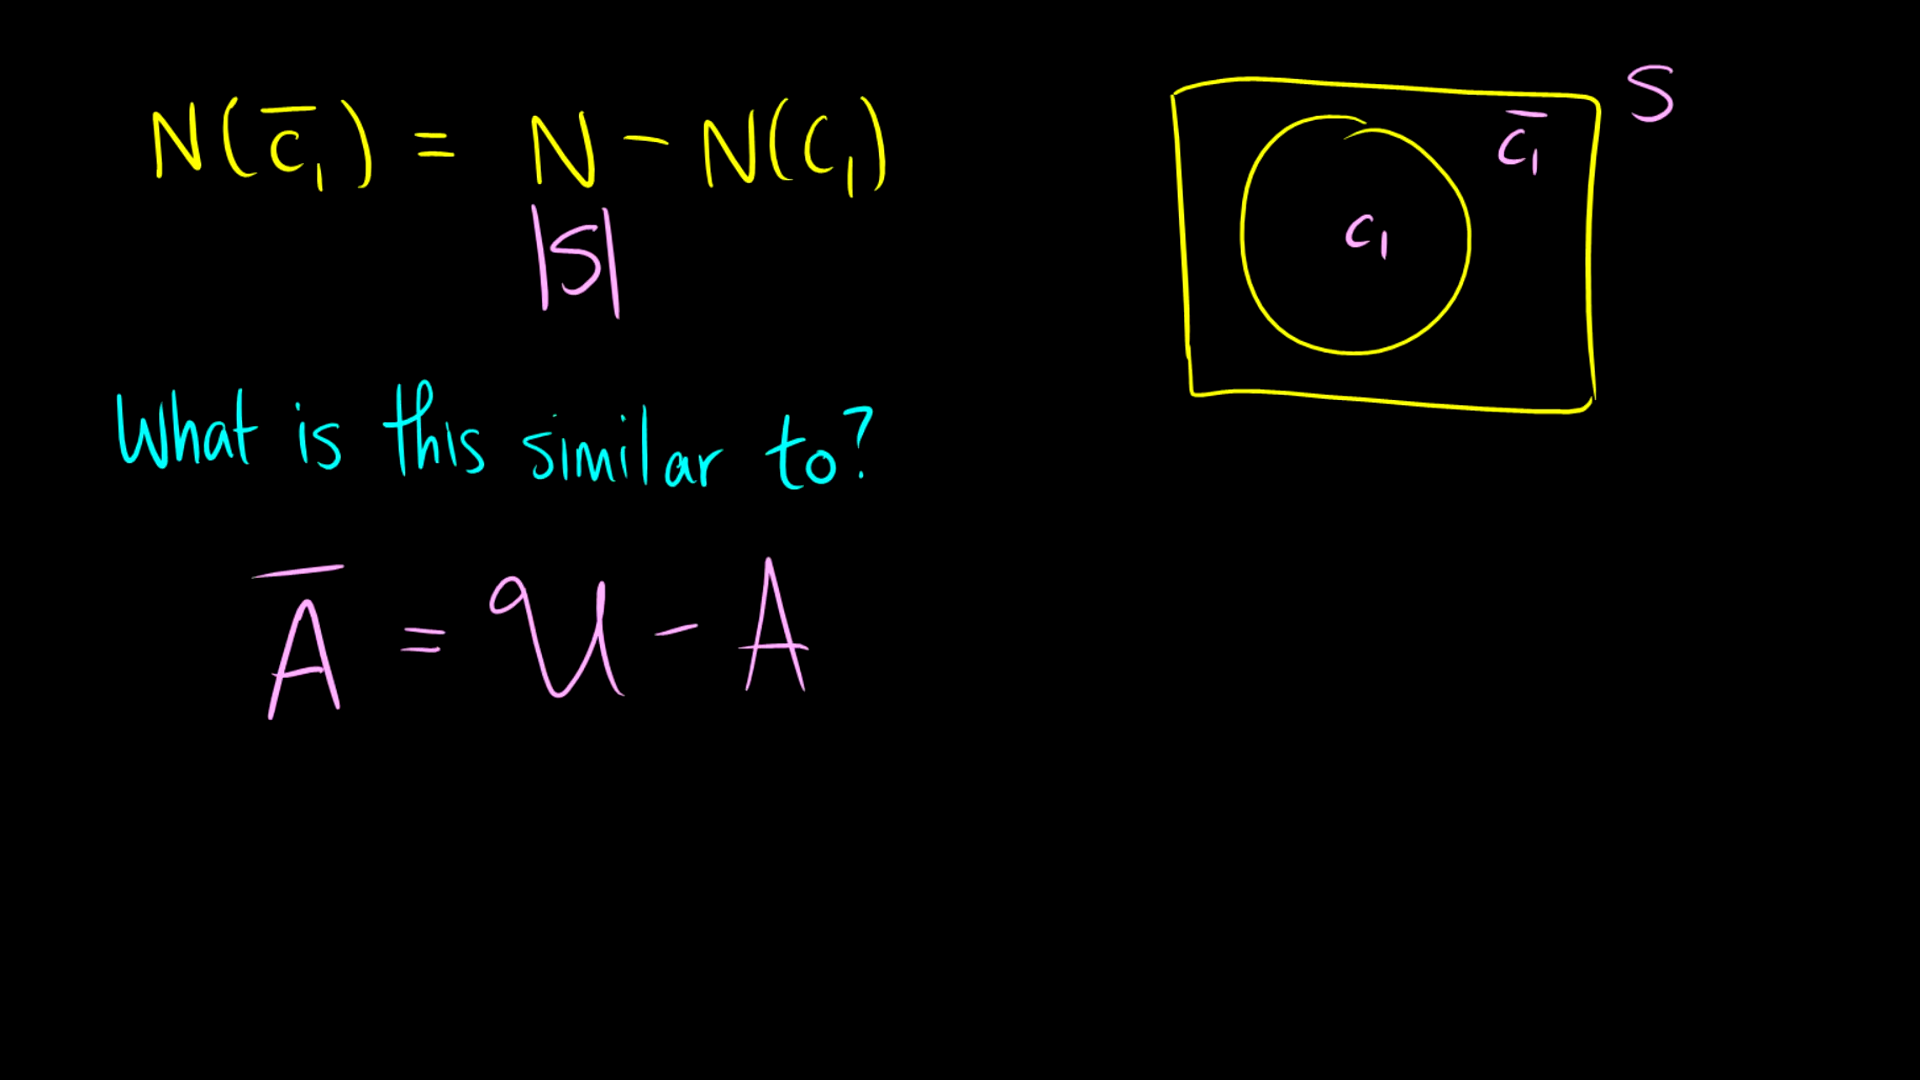 N(c̅₁) = N - N(c₁)
|S|
S
c̅₁
c₁
What is this similar to?
A̅ = 𝒰 - A